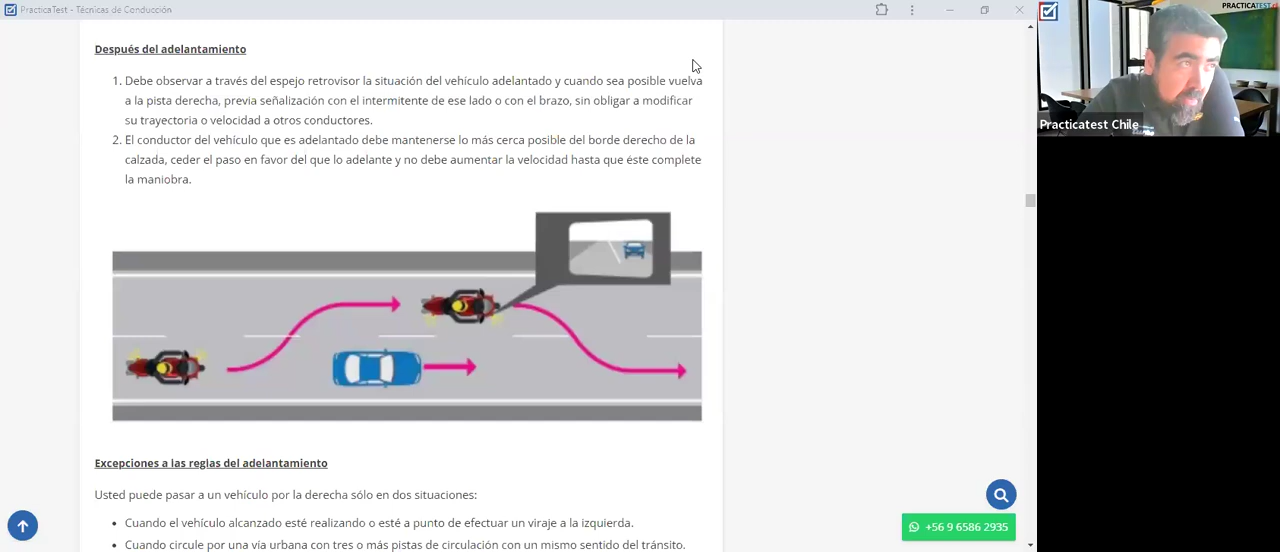 PracticaTest - Técnicas de Conducción
PRACTICATEST.cl
Practicatest Chile
Después del adelantamiento
1. Debe observar a través del espejo retrovisor la situación del vehículo adelantado y cuando sea posible vuelva
a la pista derecha, previa señalización con el intermitente de ese lado o con el brazo, sin obligar a modificar
su trayectoria o velocidad a otros conductores.
2. El conductor del vehículo que es adelantado debe mantenerse lo más cerca posible del borde derecho de la
calzada, ceder el paso en favor del que lo adelante y no debe aumentar la velocidad hasta que éste complete
la maniobra.
Excepciones a las reglas del adelantamiento
Usted puede pasar a un vehículo por la derecha sólo en dos situaciones:
• Cuando el vehículo alcanzado esté realizando o esté a punto de efectuar un viraje a la izquierda.
• Cuando circule por una vía urbana con tres o más pistas de circulación con un mismo sentido del tránsito.
+56 9 6586 2935